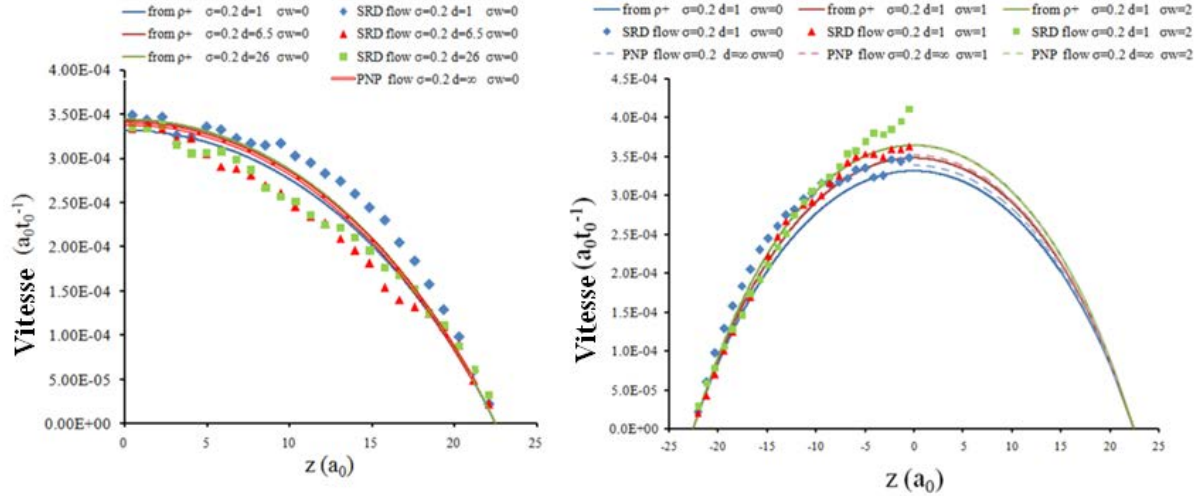 from ρ+ σ=0.2 d=1 σw=0
SRD flow σ=0.2 d=1 σw=0
from ρ+ σ=0.2 d=6.5 σw=0
SRD flow σ=0.2 d=6.5 σw=0
from ρ+ σ=0.2 d=26 σw=0
SRD flow σ=0.2 d=26 σw=0
PNP flow σ=0.2 d=∞ σw=0
4.00E-04
3.50E-04
3.00E-04
2.50E-04
2.00E-04
1.50E-04
1.00E-04
5.00E-05
0.00E+00
Vitesse (a₀t₀⁻¹)
0 5 10 15 20 25
z (a₀)
from ρ+ σ=0.2 d=1 σw=0
from ρ+ σ=0.2 d=1 σw=1
from ρ+ σ=0.2 d=1 σw=2
SRD flow σ=0.2 d=1 σw=0
SRD flow σ=0.2 d=1 σw=1
SRD flow σ=0.2 d=1 σw=2
PNP flow σ=0.2 d=∞ σw=0
PNP flow σ=0.2 d=∞ σw=1
PNP flow σ=0.2 d=∞ σw=2
4.5E-04
4.0E-04
3.5E-04
3.0E-04
2.5E-04
2.0E-04
1.5E-04
1.0E-04
5.0E-05
0.0E+00
Vitesse (a₀t₀⁻¹)
-25 -20 -15 -10 -5 0 5 10 15 20 25
z (a₀)